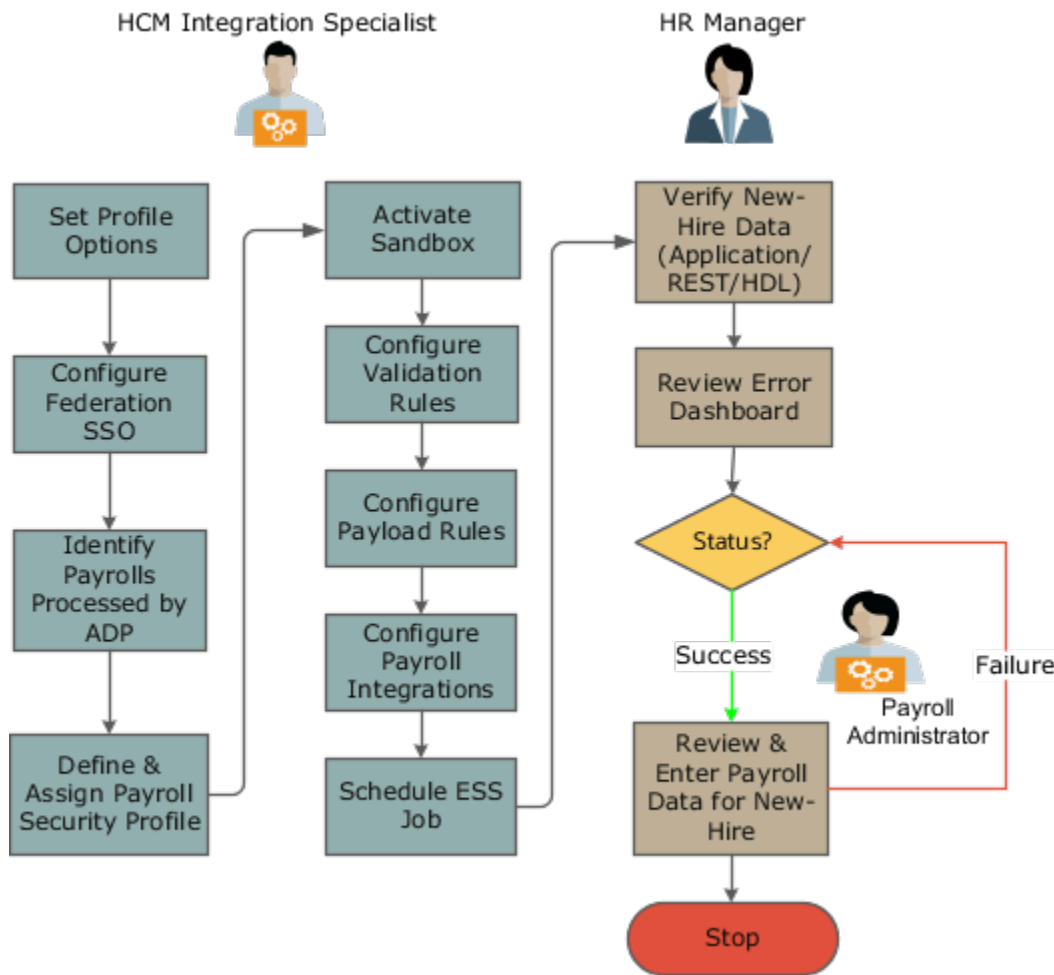 HCM Integration Specialist
HR Manager
Set Profile
Options
Configure
Federation
SSO
Identify
Payrolls
Processed by
ADP
Define &
Assign Payroll
Security Profile
Activate
Sandbox
Configure
Validation
Rules
Configure
Payload Rules
Configure
Payroll
Integrations
Schedule ESS
Job
Verify New-
Hire Data
(Application/
REST/HDL)
Review Error
Dashboard
Status?
Success
Failure
Payroll
Administrator
Review &
Enter Payroll
Data for New-
Hire
Stop